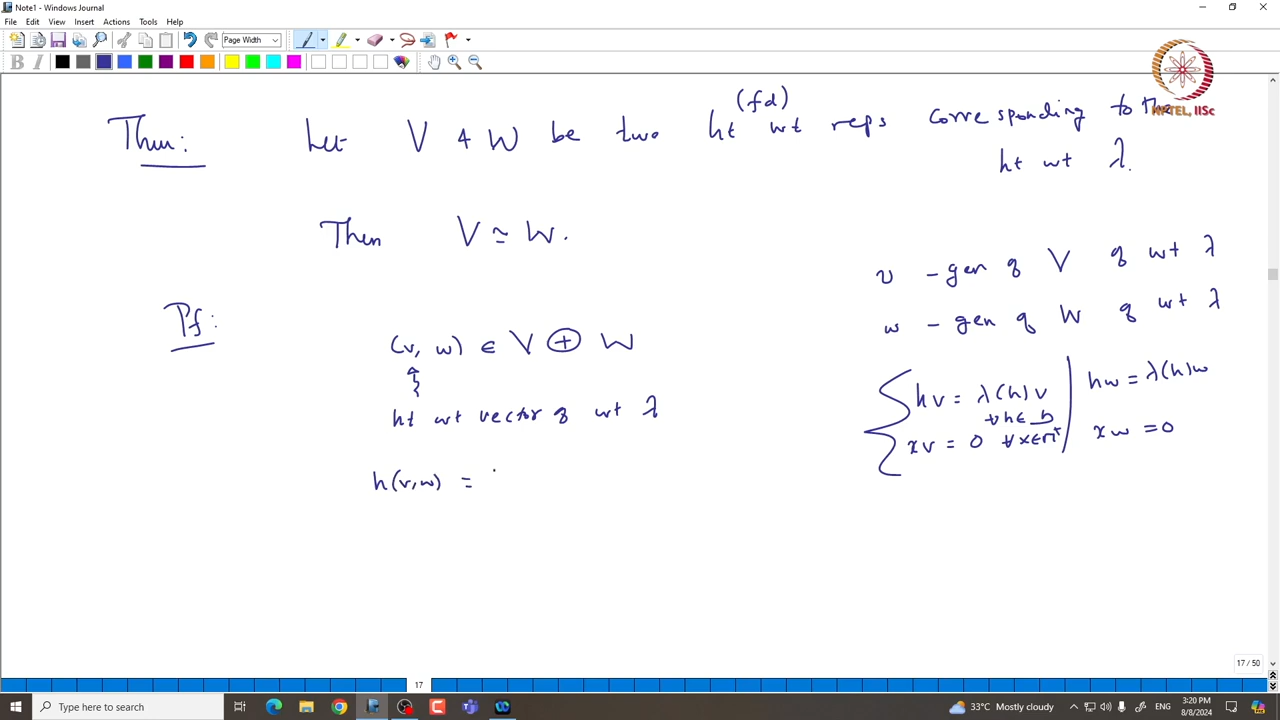 Note1 - Windows Journal
File Edit View Insert Actions Tools Help
Page Width
NPTEL, IISc
Thm: Let V & W be two ht wt (fd) reps corresponding to the
ht wt λ.
Then V ≃ W.
v - gen of V of wt λ
w - gen of W of wt λ
Pf:
(v, w) ∈ V ⊕ W
ht wt vector of wt λ
hv = λ(h)v ∀ h ∈ h | hw = λ(h)w
xv = 0 ∀ x ∈ n⁺ | xw = 0
h(v,w) =
17 / 50
17
Type here to search
33°C Mostly cloudy
3:20 PM
8/8/2024